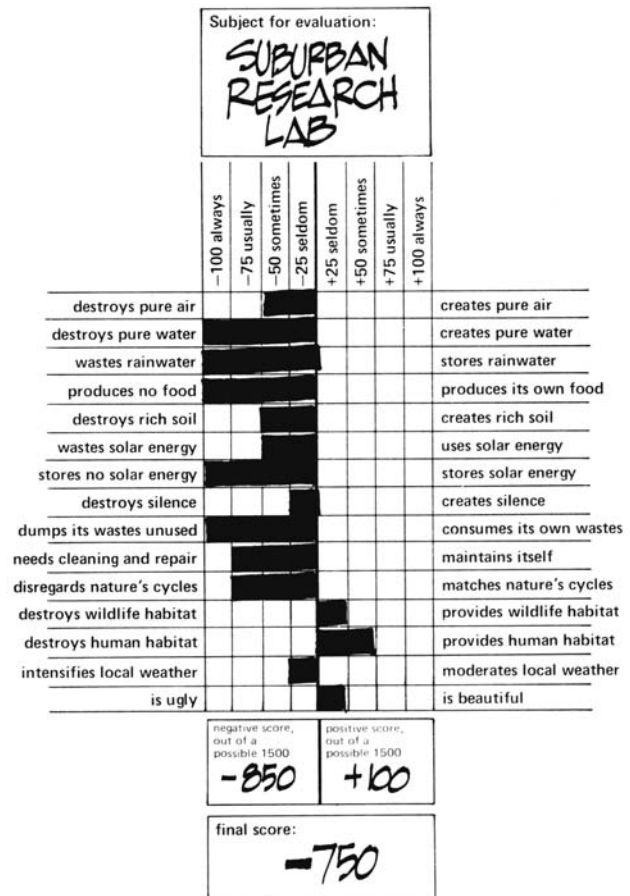 Subject for evaluation:
SUBURBAN
RESEARCH
LAB
−100 always
−75 usually
−50 sometimes
−25 seldom
+25 seldom
+50 sometimes
+75 usually
+100 always
destroys pure air creates pure air
destroys pure water creates pure water
wastes rainwater stores rainwater
produces no food produces its own food
destroys rich soil creates rich soil
wastes solar energy uses solar energy
stores no solar energy stores solar energy
destroys silence creates silence
dumps its wastes unused consumes its own wastes
needs cleaning and repair maintains itself
disregards nature's cycles matches nature's cycles
destroys wildlife habitat provides wildlife habitat
destroys human habitat provides human habitat
intensifies local weather moderates local weather
is ugly is beautiful
negative score,
out of a
possible 1500
−850
positive score,
out of a
possible 1500
+100
final score:
−750